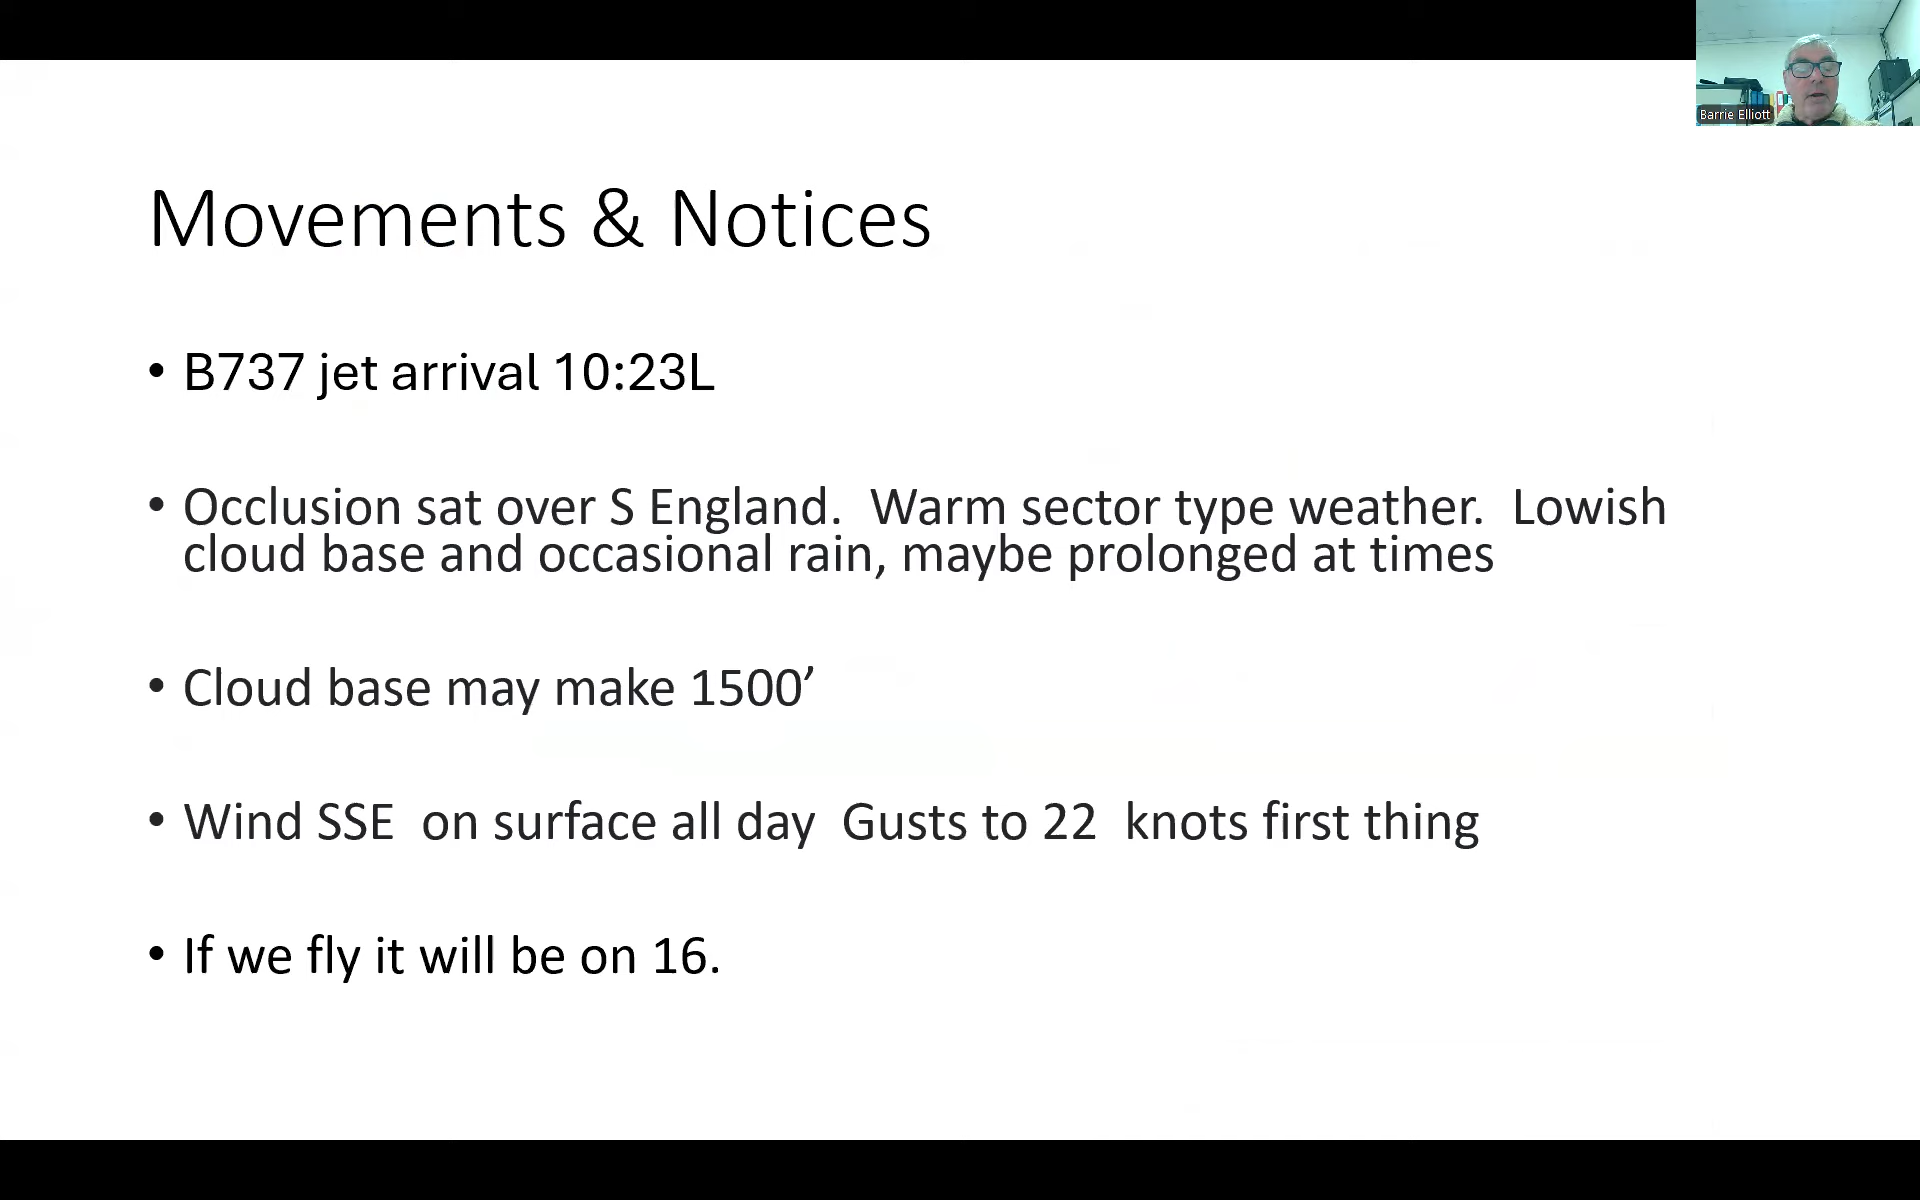 Barrie Elliott
Movements & Notices
• B737 jet arrival 10:23L
• Occlusion sat over S England.  Warm sector type weather.  Lowish
cloud base and occasional rain, maybe prolonged at times
• Cloud base may make 1500’
• Wind SSE  on surface all day  Gusts to 22  knots first thing
• If we fly it will be on 16.